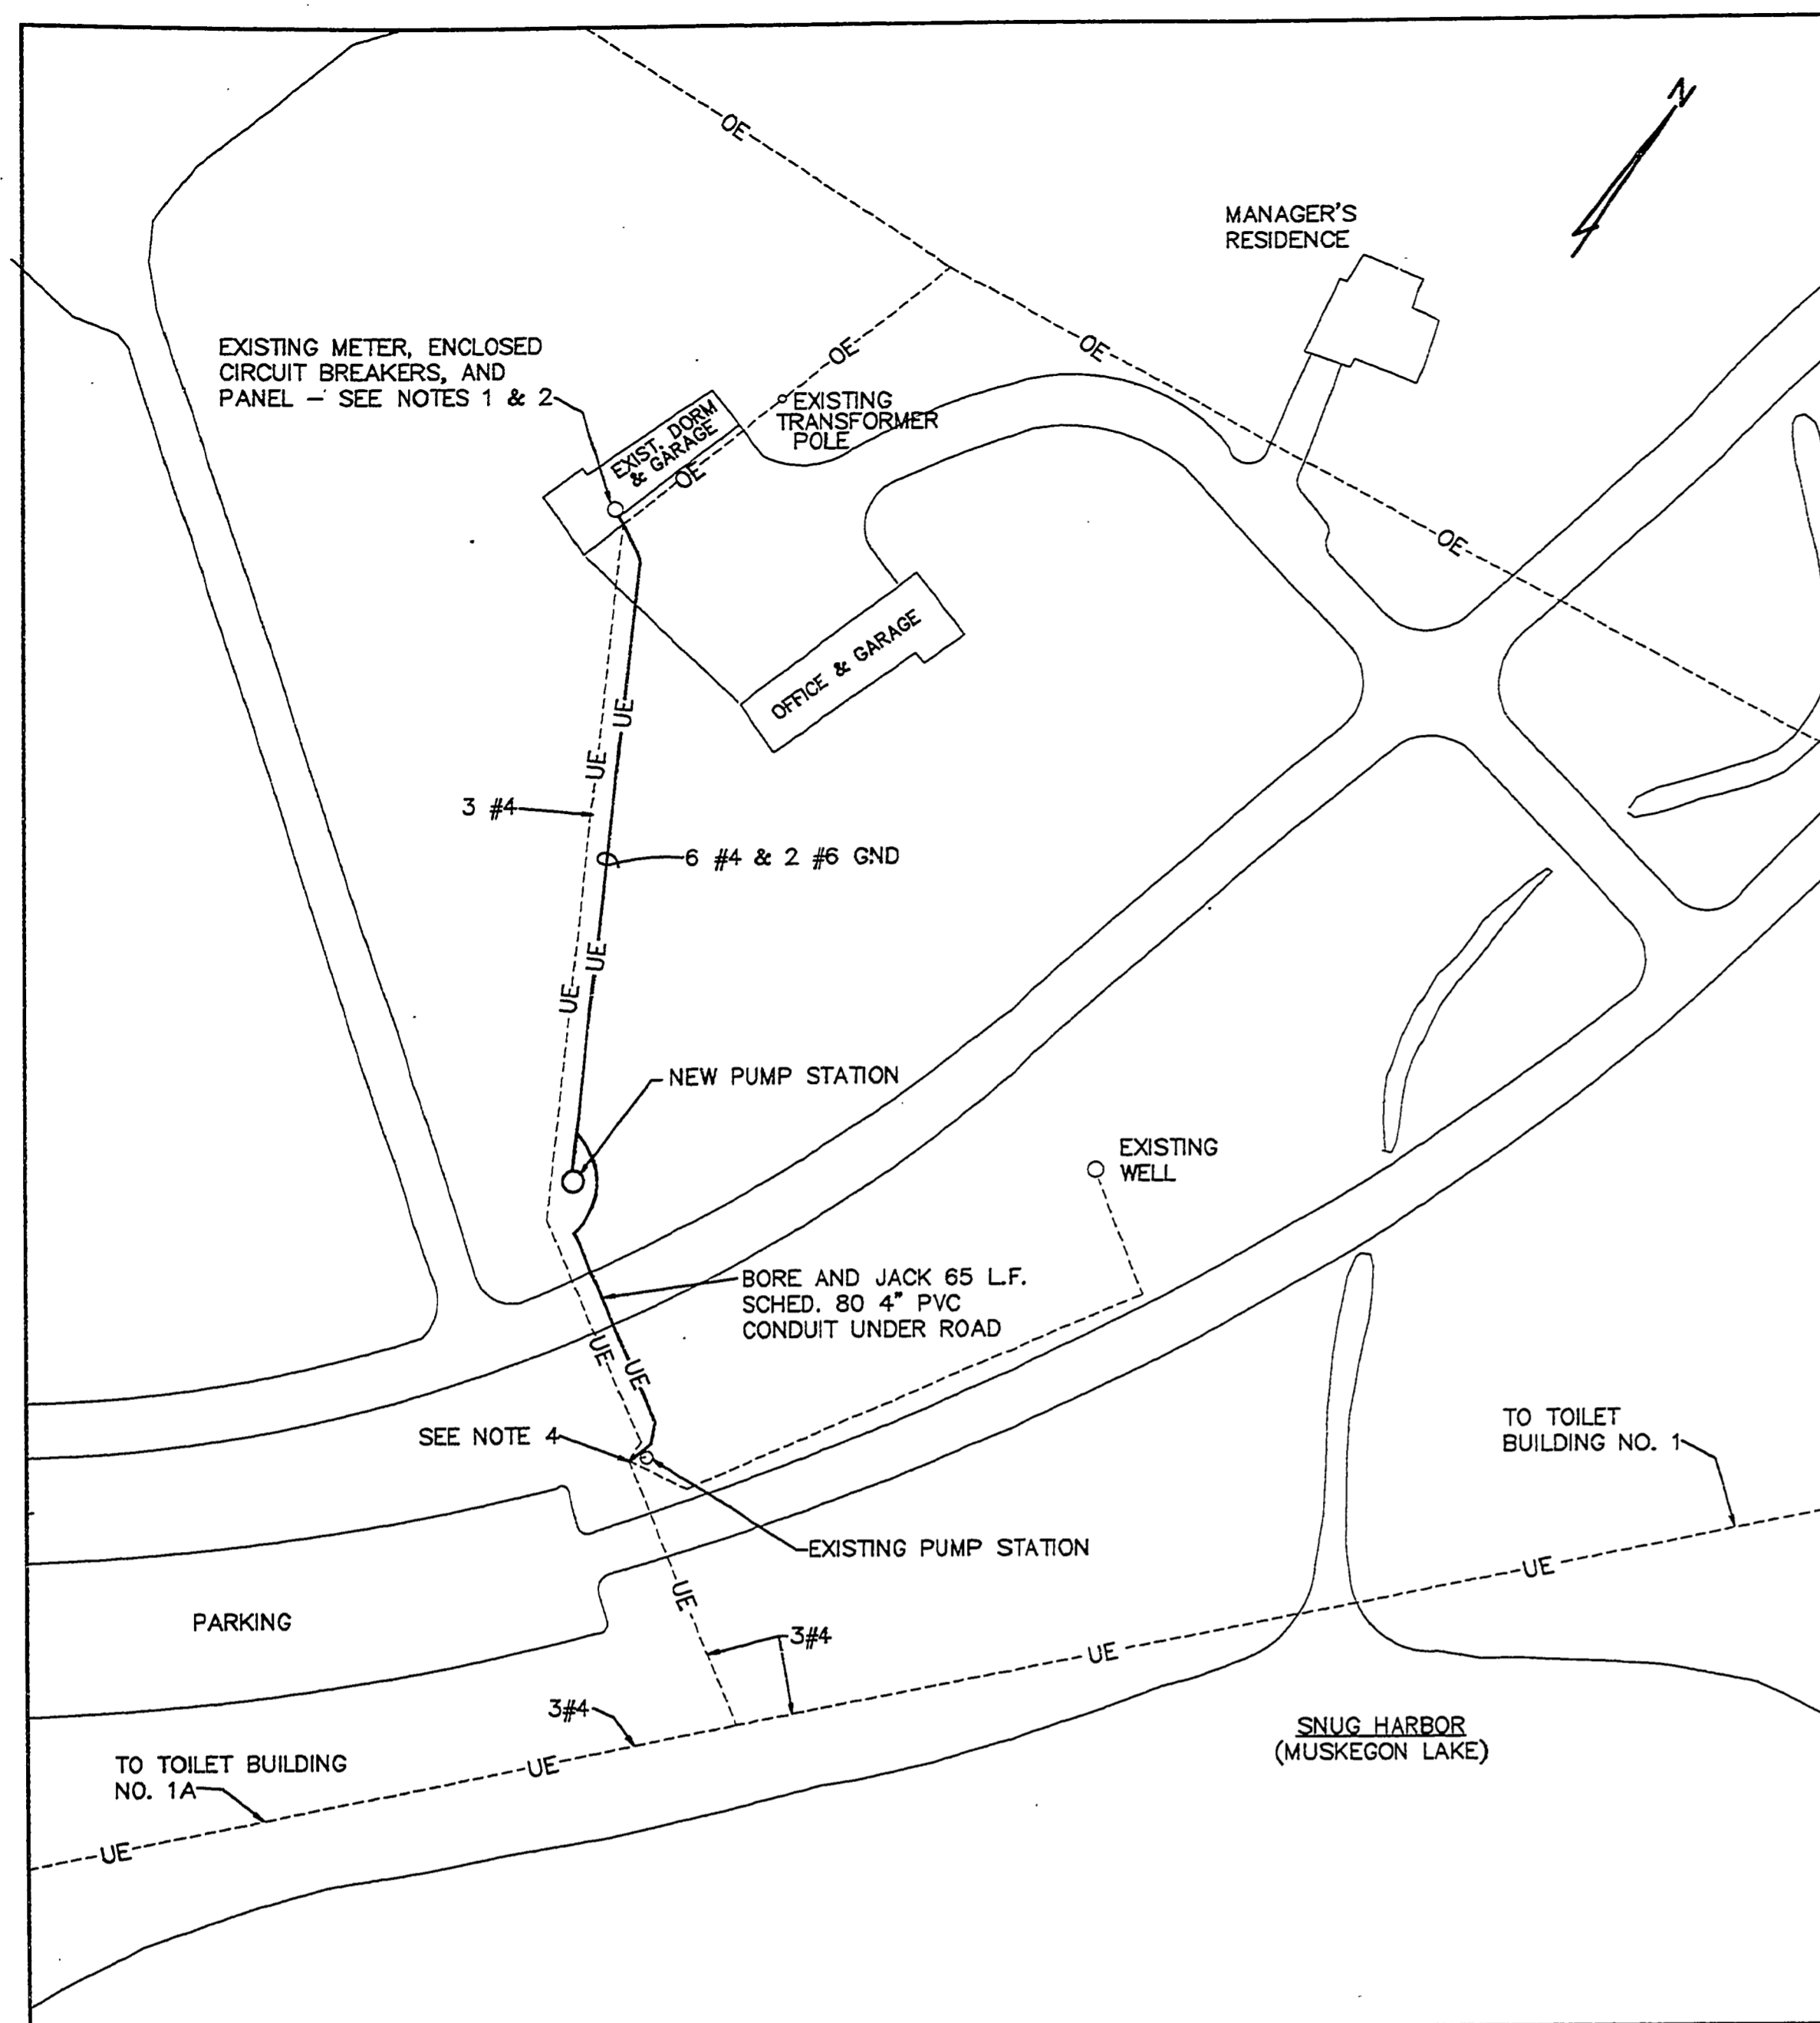 N
OE
MANAGER'S
RESIDENCE
EXISTING METER, ENCLOSED
CIRCUIT BREAKERS, AND
PANEL - SEE NOTES 1 & 2
OE
OE
EXISTING
TRANSFORMER
POLE
EXIST. DORM
& GARAGE
OE
OE
OFFICE & GARAGE
UE
UE
3 #4
6 #4 & 2 #6 GND
UE
UE
NEW PUMP STATION
EXISTING
WELL
BORE AND JACK 65 L.F.
SCHED. 80 4" PVC
CONDUIT UNDER ROAD
UE
UE
SEE NOTE 4
TO TOILET
BUILDING NO. 1
EXISTING PUMP STATION
UE
UE
PARKING
3#4
UE
3#4
SNUG HARBOR
(MUSKEGON LAKE)
TO TOILET BUILDING
NO. 1A
UE
UE